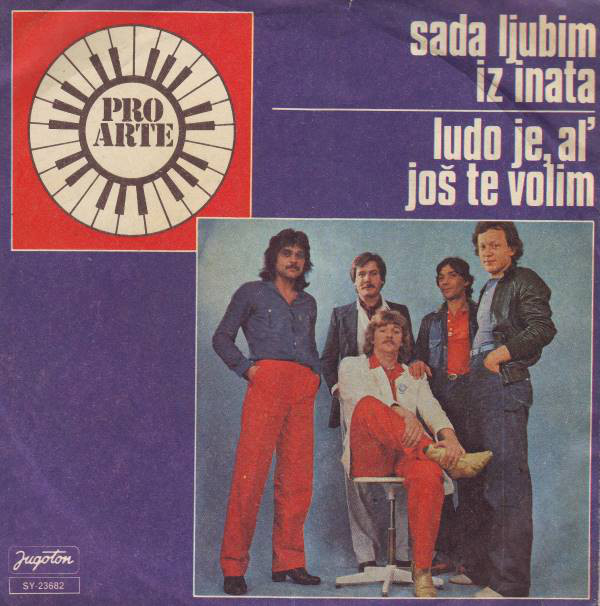 PRO
ARTE
sada ljubim
iz inata
ludo je, al'
još te volim
Jugoton
SY-23682